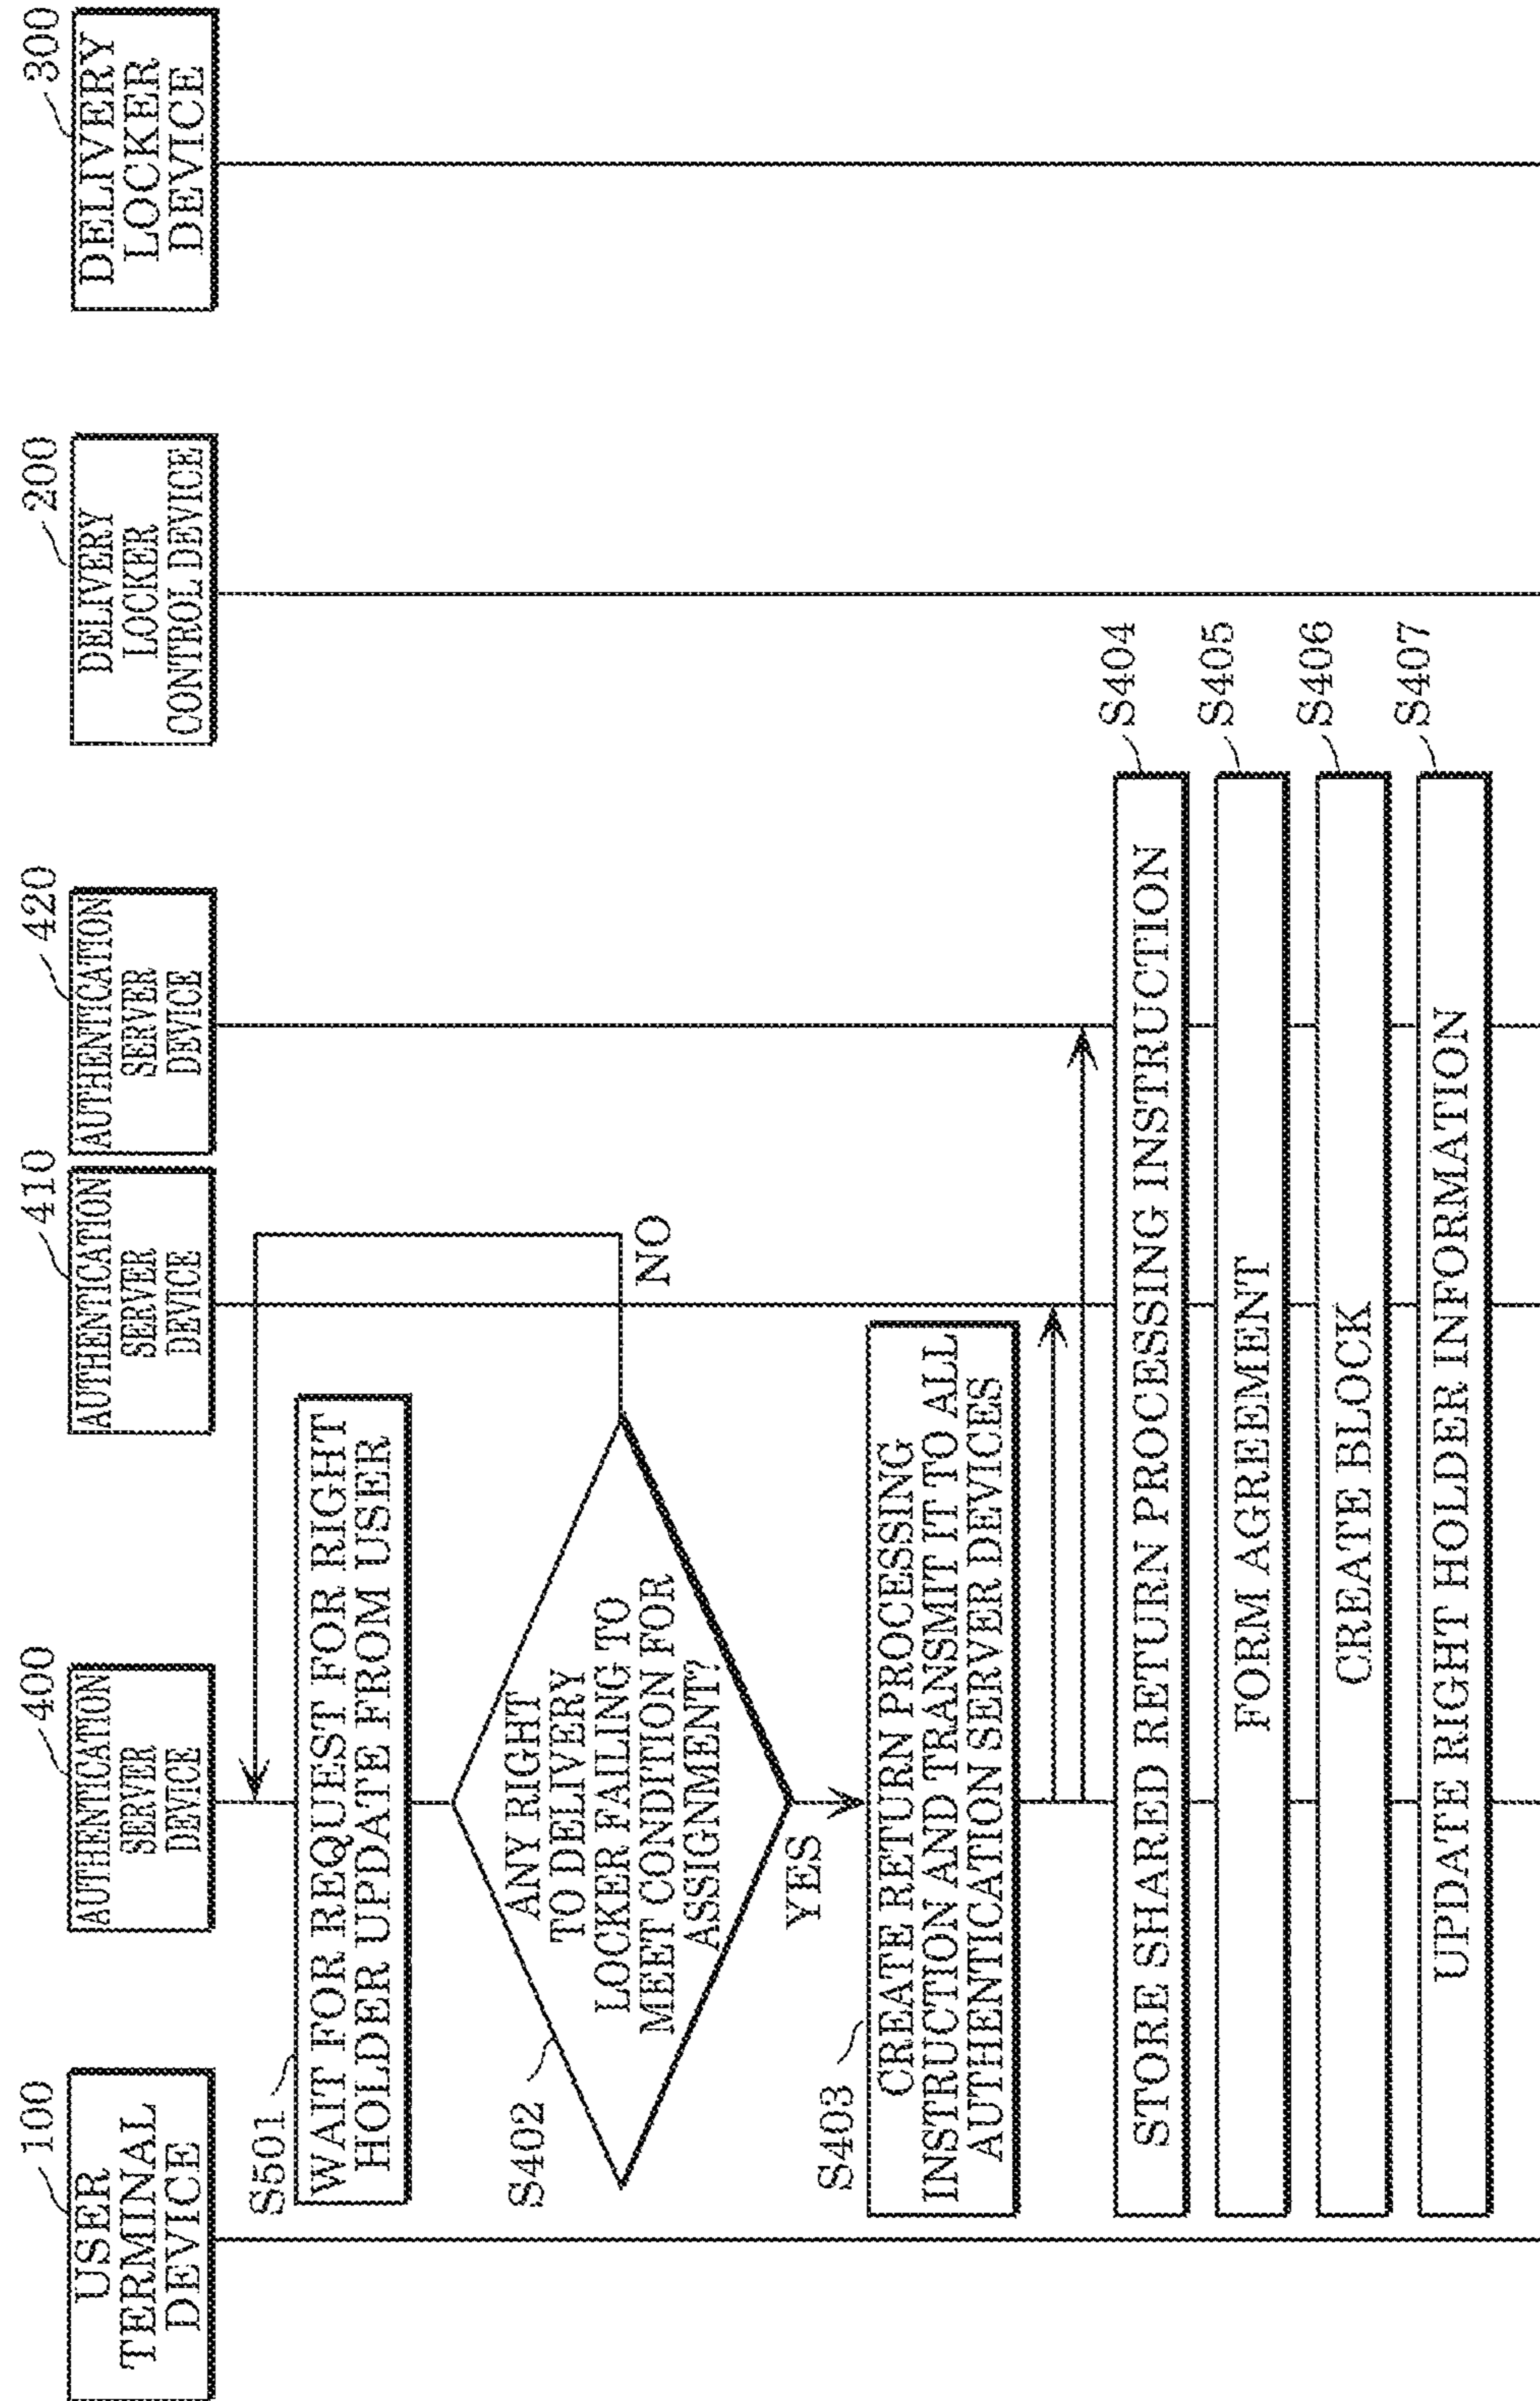 100
USER
TERMINAL
DEVICE
400
AUTHENTICATION
SERVER
DEVICE
410
AUTHENTICATION
SERVER
DEVICE
420
AUTHENTICATION
SERVER
DEVICE
200
DELIVERY
LOCKER
CONTROL DEVICE
300
DELIVERY
LOCKER
DEVICE
S501
WAIT FOR REQUEST FOR RIGHT
HOLDER UPDATE FROM USER
S402
ANY RIGHT
TO DELIVERY
LOCKER FAILING TO
MEET CONDITION FOR
ASSIGNMENT?
NO
YES
S403
CREATE RETURN PROCESSING
INSTRUCTION AND TRANSMIT IT TO ALL
AUTHENTICATION SERVER DEVICES
STORE SHARED RETURN PROCESSING INSTRUCTION
S404
FORM AGREEMENT
S405
CREATE BLOCK
S406
UPDATE RIGHT HOLDER INFORMATION
S407